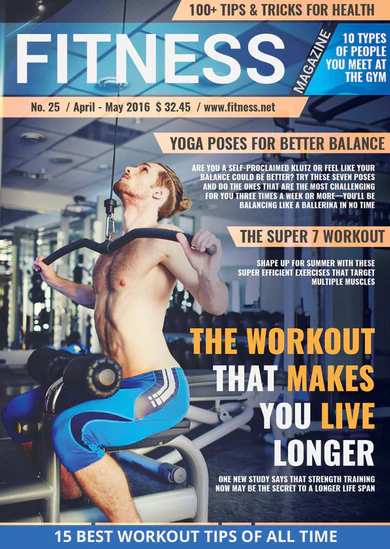 100+ TIPS & TRICKS FOR HEALTH
FITNESS
MAGAZINE
10 TYPES
OF PEOPLE
YOU MEET AT
THE GYM
No. 25 / April - May 2016 $ 32.45 / www.fitness.net
YOGA POSES FOR BETTER BALANCE
ARE YOU A SELF-PROCLAIMED KLUTZ OR FEEL LIKE YOUR
BALANCE COULD BE BETTER? TRY THESE SEVEN POSES
AND DO THE ONES THAT ARE THE MOST CHALLENGING
FOR YOU THREE TIMES A WEEK OR MORE—YOU'LL BE
BALANCING LIKE A BALLERINA IN NO TIME
THE SUPER 7 WORKOUT
SHAPE UP FOR SUMMER WITH THESE
SUPER EFFICIENT EXERCISES THAT TARGET
MULTIPLE MUSCLES
THE WORKOUT
THAT MAKES
YOU LIVE
LONGER
ONE NEW STUDY SAYS THAT STRENGTH TRAINING
NOW MAY BE THE SECRET TO A LONGER LIFE SPAN
15 BEST WORKOUT TIPS OF ALL TIME